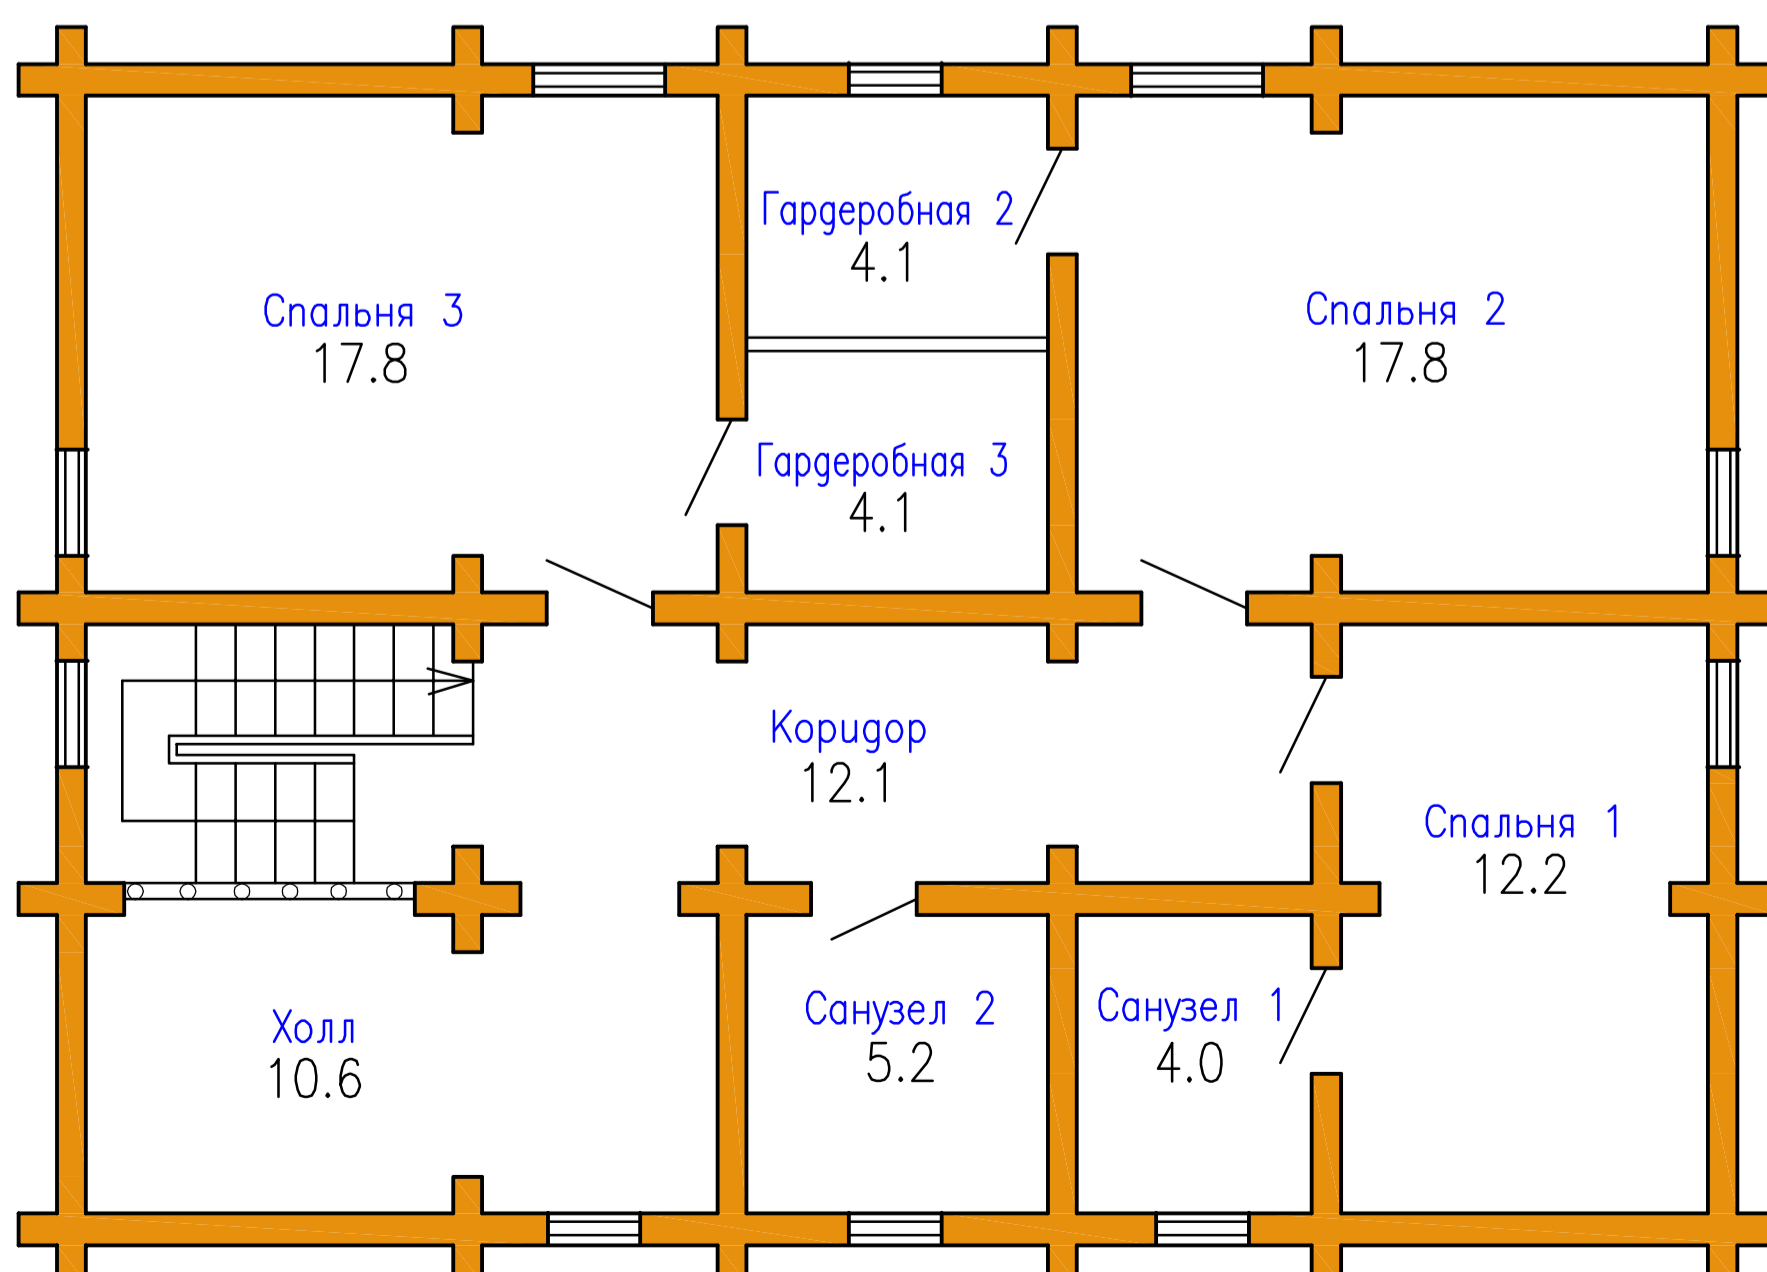 Гардеробная 2
4.1
Спальня 3
17.8
Спальня 2
17.8
Гардеробная 3
4.1
Коридор
12.1
Спальня 1
12.2
Холл
10.6
Санузел 2
5.2
Санузел 1
4.0